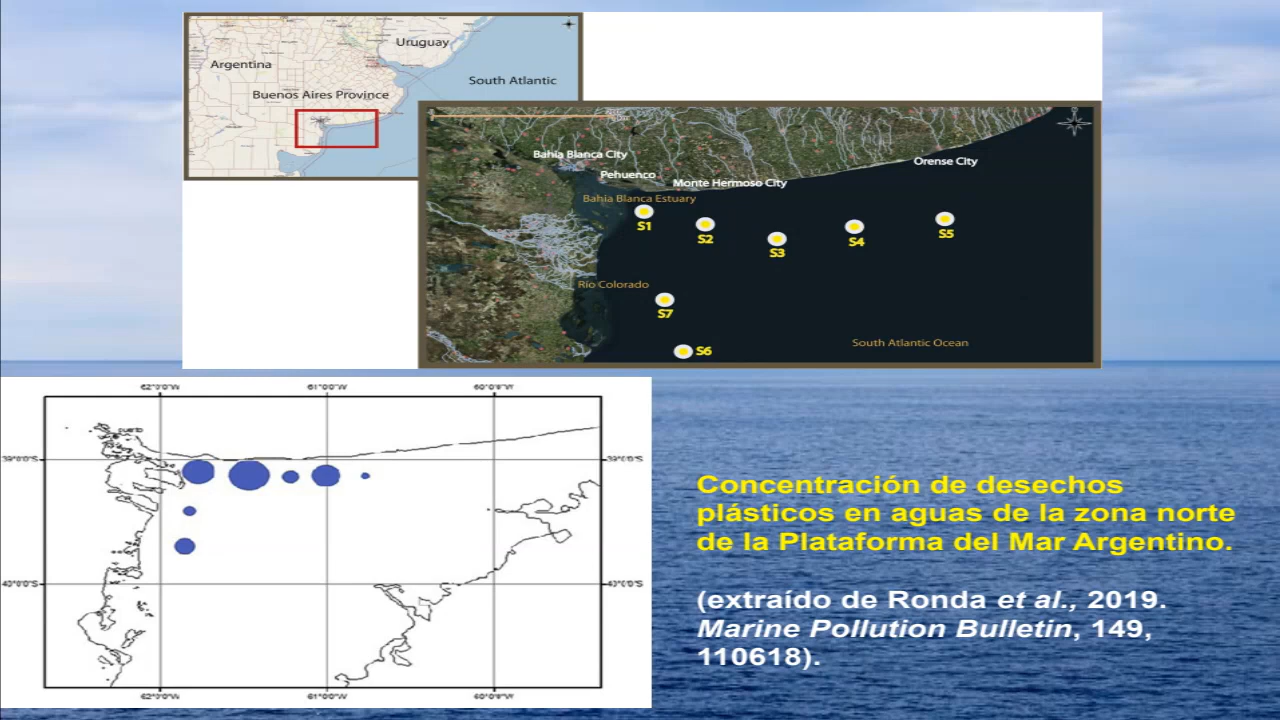 Uruguay
Argentina
South Atlantic
Buenos Aires Province
Bahia Blanca City
Orense City
Pehuenco
Monte Hermoso City
Bahia Blanca Estuary
S1
S2
S3
S4
S5
Rio Colorado
S7
S6
South Atlantic Ocean
62°0'0"W
61°0'0"W
60°0'0"W
puerto
39°0'0"S
39°0'0"S
40°0'0"S
40°0'0"S
62°0'0"W
61°0'0"W
60°0'0"W
Concentración de desechos
plásticos en aguas de la zona norte
de la Plataforma del Mar Argentino.
(extraído de Ronda et al., 2019.
Marine Pollution Bulletin, 149,
110618).